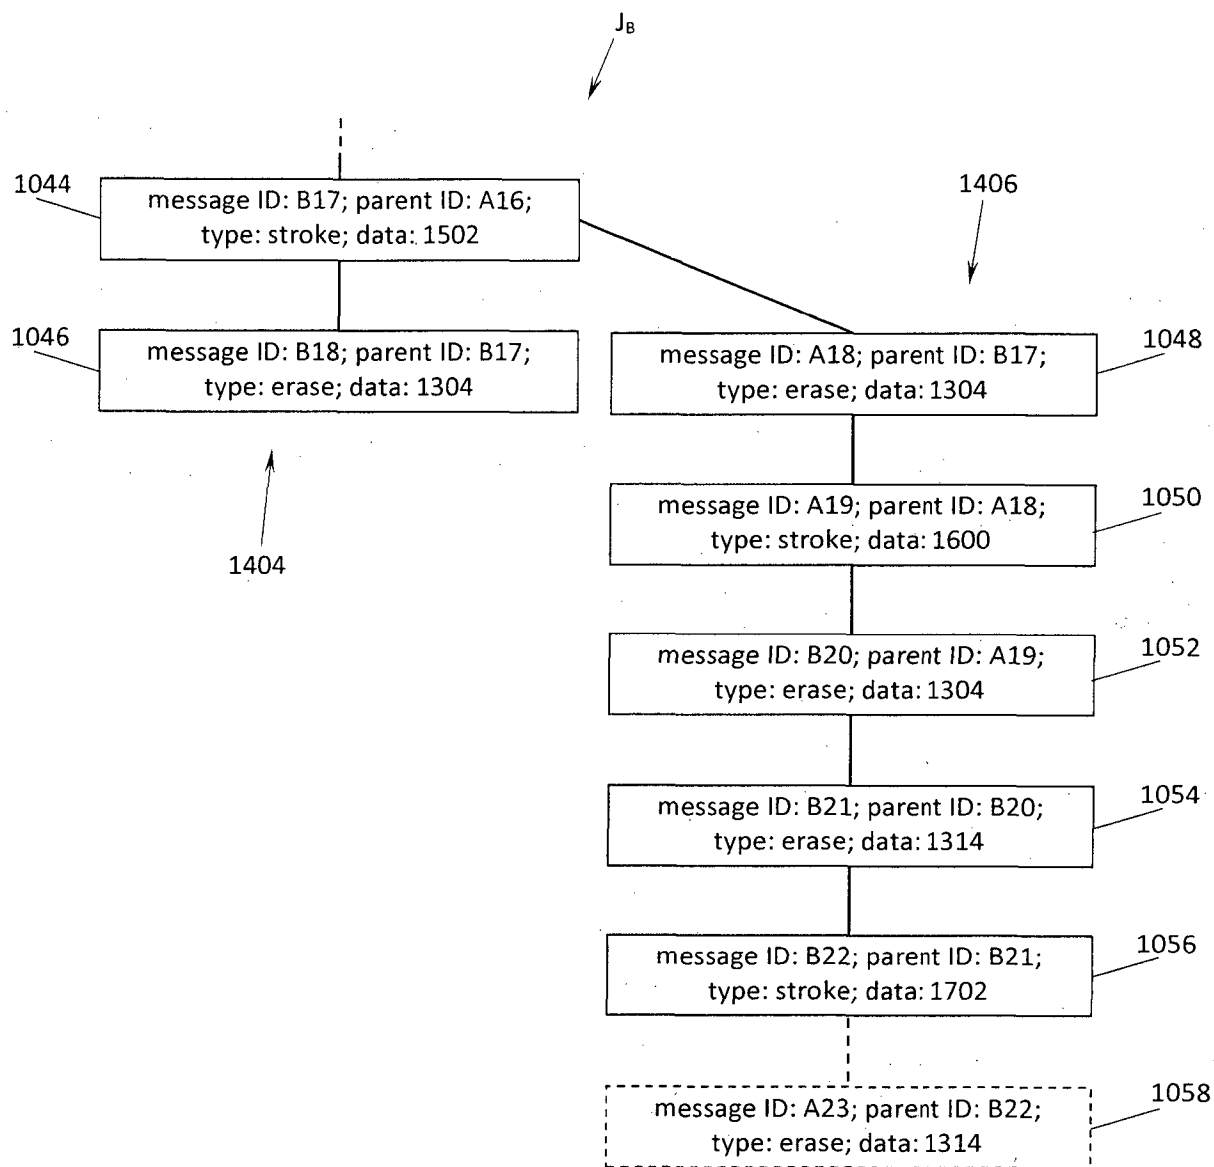 J_B
1044
message ID: B17; parent ID: A16;
type: stroke; data: 1502
1406
1046
message ID: B18; parent ID: B17;
type: erase; data: 1304
message ID: A18; parent ID: B17;
type: erase; data: 1304
1048
1404
message ID: A19; parent ID: A18;
type: stroke; data: 1600
1050
message ID: B20; parent ID: A19;
type: erase; data: 1304
1052
message ID: B21; parent ID: B20;
type: erase; data: 1314
1054
message ID: B22; parent ID: B21;
type: stroke; data: 1702
1056
message ID: A23; parent ID: B22;
type: erase; data: 1314
1058